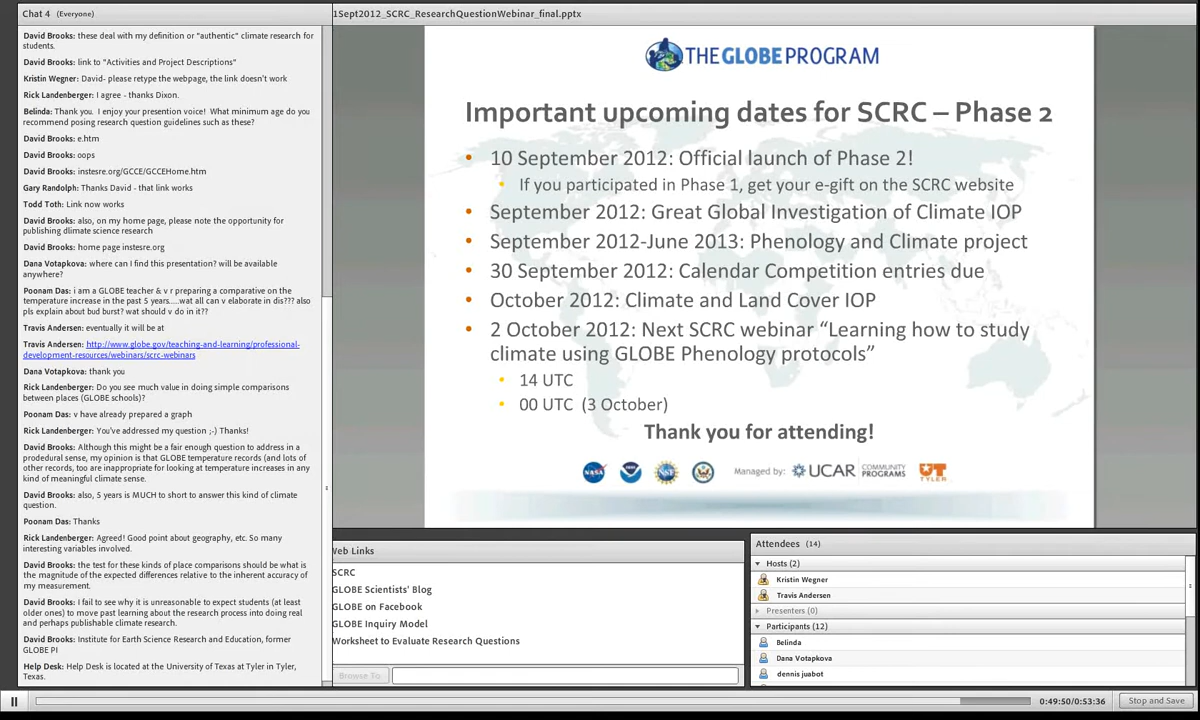 Chat 4 (Everyone)
David Brooks: these deal with my definition or "authentic" climate research for
students.
David Brooks: link to "Activities and Project Descriptions"
Kristin Wegner: David- please retype the webpage, the link doesn't work
Rick Landenberger: I agree - thanks Dixon.
Belinda: Thank you. I enjoy your presention voice! What minimum age do you
recommend posing research question guidelines such as these?
David Brooks: e.htm
David Brooks: oops
David Brooks: instesre.org/GCCE/GCCEHome.htm
Gary Randolph: Thanks David - that link works
Todd Toth: Link now works
David Brooks: also, on my home page, please note the opportunity for
publishing dlimate science research
David Brooks: home page instesre.org
Dana Votapkova: where can I find this presentation? will be available
anywhere?
Poonam Das: i am a GLOBE teacher & v r preparing a comparative on the
temperature increase in the past 5 years.....wat all can v elaborate in dis??? also
pls explain about bud burst? wat should v do in it??
Travis Andersen: eventually it will be at
Travis Andersen: http://www.globe.gov/teaching-and-learning/professional-
development-resources/webinars/scrc-webinars
Dana Votapkova: thank you
Rick Landenberger: Do you see much value in doing simple comparisons
between places (GLOBE schools)?
Poonam Das: v have already prepared a graph
Rick Landenberger: You've addressed my question ;-) Thanks!
David Brooks: Although this might be a fair enough question to address in a
prodedural sense, my opinion is that GLOBE temperature records (and lots of
other records, too are inappropriate for looking at temperature increases in any
kind of meaningful climate sense.
David Brooks: also, 5 years is MUCH to short to answer this kind of climate
question.
Poonam Das: Thanks
Rick Landenberger: Agreed! Good point about geography, etc. So many
interesting variables involved.
David Brooks: the test for these kinds of place comparisons should be what is
the magnitude of the expected differences relative to the inherent accuracy of
my measurement.
David Brooks: I fail to see why it is unreasonable to expect students (at least
older ones) to move past learning about the research process into doing real
and perhaps publishable climate research.
David Brooks: Institute for Earth Science Research and Education, former
GLOBE PI
Help Desk: Help Desk is located at the University of Texas at Tyler in Tyler,
Texas.
1Sept2012_SCRC_ResearchQuestionWebinar_final.pptx
THE GLOBE PROGRAM
Important upcoming dates for SCRC – Phase 2
• 10 September 2012: Official launch of Phase 2!
• If you participated in Phase 1, get your e-gift on the SCRC website
• September 2012: Great Global Investigation of Climate IOP
• September 2012-June 2013: Phenology and Climate project
• 30 September 2012: Calendar Competition entries due
• October 2012: Climate and Land Cover IOP
• 2 October 2012: Next SCRC webinar “Learning how to study
climate using GLOBE Phenology protocols”
• 14 UTC
• 00 UTC (3 October)
Thank you for attending!
NASA
Managed by: UCAR COMMUNITY
PROGRAMS
UT
TYLER
Web Links
SCRC
GLOBE Scientists' Blog
GLOBE on Facebook
GLOBE Inquiry Model
Worksheet to Evaluate Research Questions
Browse To
Attendees (14)
Hosts (2)
Kristin Wegner
Travis Andersen
Presenters (0)
Participants (12)
Belinda
Dana Votapkova
dennis juabot
0:49:50/0:53:36
Stop and Save